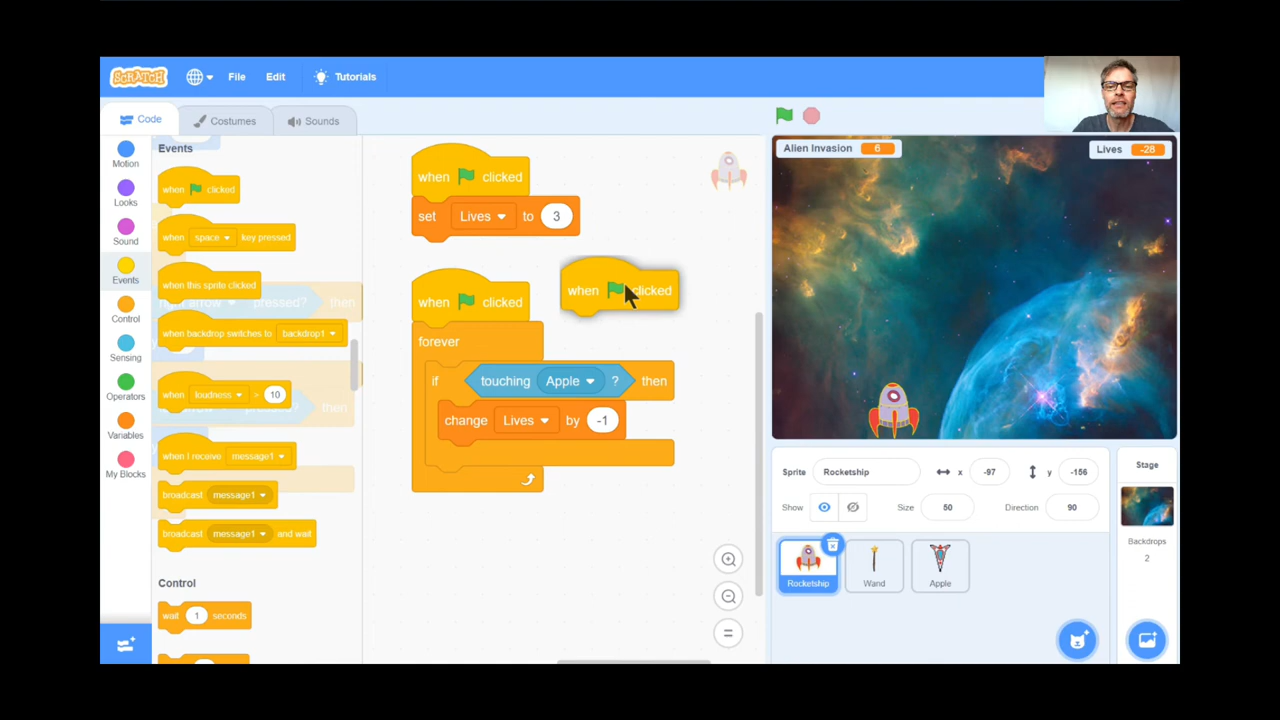 SCRATCH
File
Edit
Tutorials
Code
Costumes
Sounds
Motion
Looks
Sound
Events
Control
Sensing
Operators
Variables
My Blocks
Events
when clicked
when space key pressed
when this sprite clicked
pressed? then
when backdrop switches to backdrop1
when loudness > 10
pressed? then
when I receive message1
broadcast message1
broadcast message1 and wait
Control
wait 1 seconds
when clicked
set Lives to 3
when clicked
when clicked
forever
if touching Apple ? then
change Lives by -1
Alien Invasion 6
Lives -28
Sprite Rocketship x -97 y -156
Show Size 50 Direction 90
Rocketship
Wand
Apple
Stage
Backdrops
2